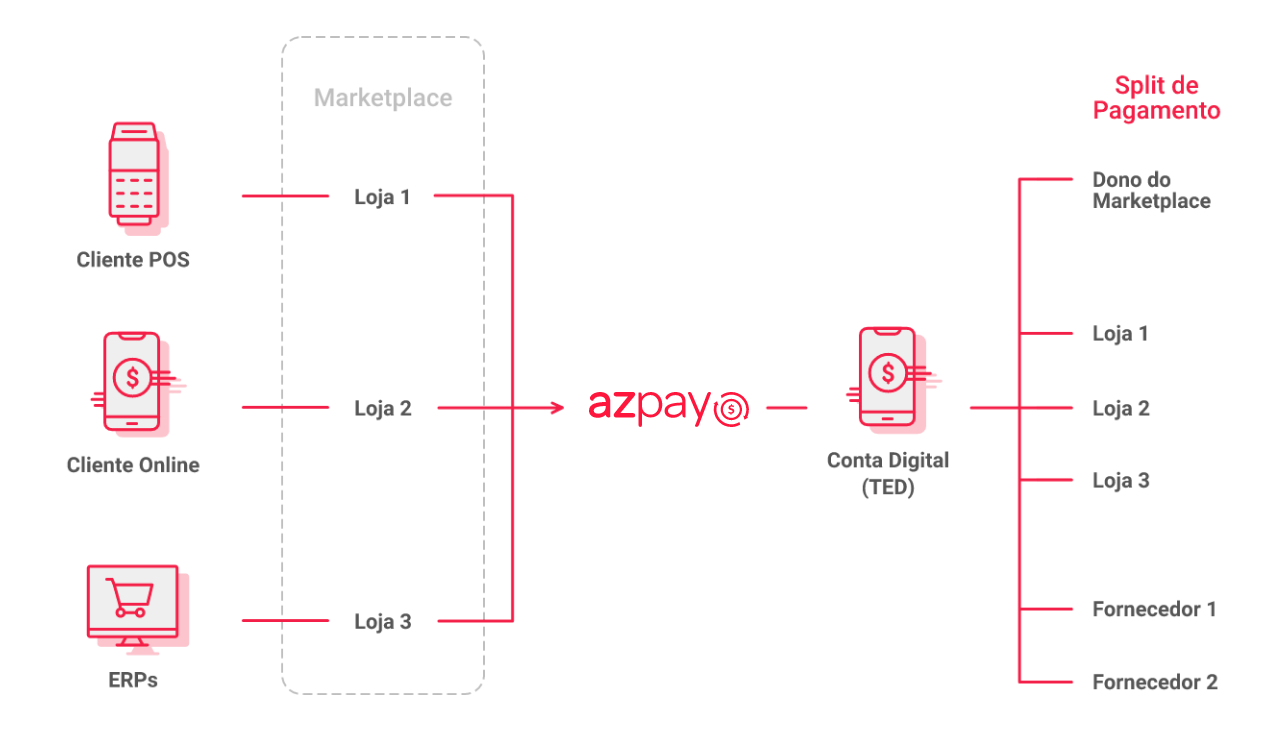 Marketplace
Split de
Pagamento
Cliente POS
Loja 1
Dono do
Marketplace
$
Cliente Online
Loja 2
azpay
$
$
Conta Digital
(TED)
Loja 1
Loja 2
Loja 3
ERPs
Loja 3
Fornecedor 1
Fornecedor 2